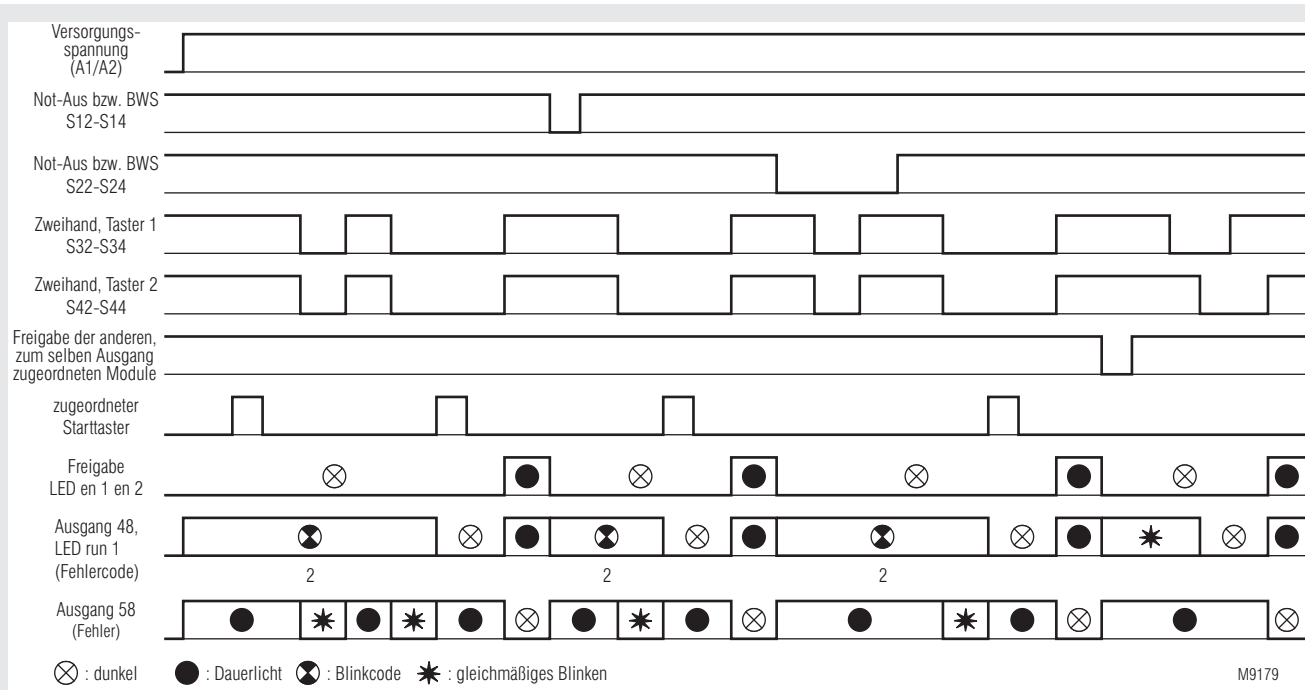 Versorgungs-
spannung
(A1/A2)
Not-Aus bzw. BWS
S12-S14
Not-Aus bzw. BWS
S22-S24
Zweihand, Taster 1
S32-S34
Zweihand, Taster 2
S42-S44
Freigabe der anderen,
zum selben Ausgang
zugeordneten Module
zugeordneter
Starttaster
Freigabe
LED en 1 en 2
Ausgang 48,
LED run 1
(Fehlercode)
2 2 2
Ausgang 58
(Fehler)
: dunkel : Dauerlicht : Blinkcode : gleichmäßiges Blinken M9179